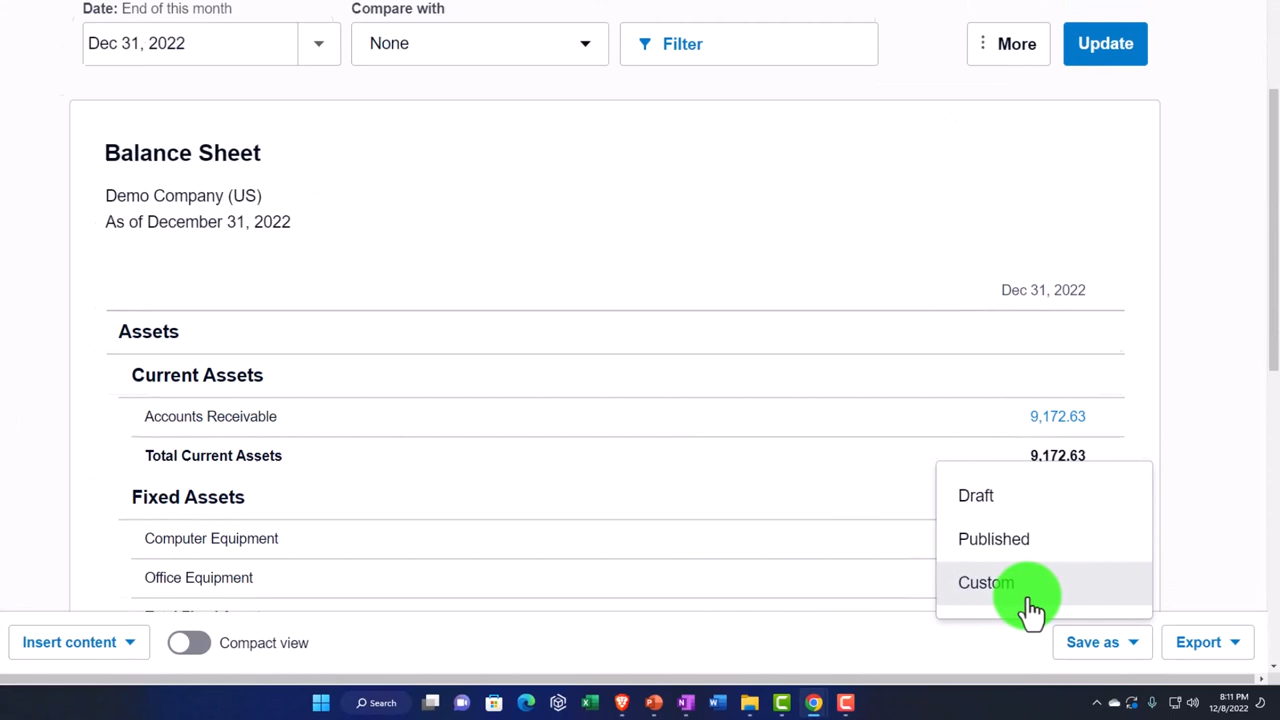 Date: End of this month
Compare with
Dec 31, 2022
None
Filter
More
Update
Balance Sheet
Demo Company (US)
As of December 31, 2022
Dec 31, 2022
Assets
Current Assets
Accounts Receivable 9,172.63
Total Current Assets 9,172.63
Fixed Assets
Computer Equipment
Office Equipment
Draft
Published
Custom
Insert content
Compact view
Save as
Export
Search
8:11 PM
12/8/2022